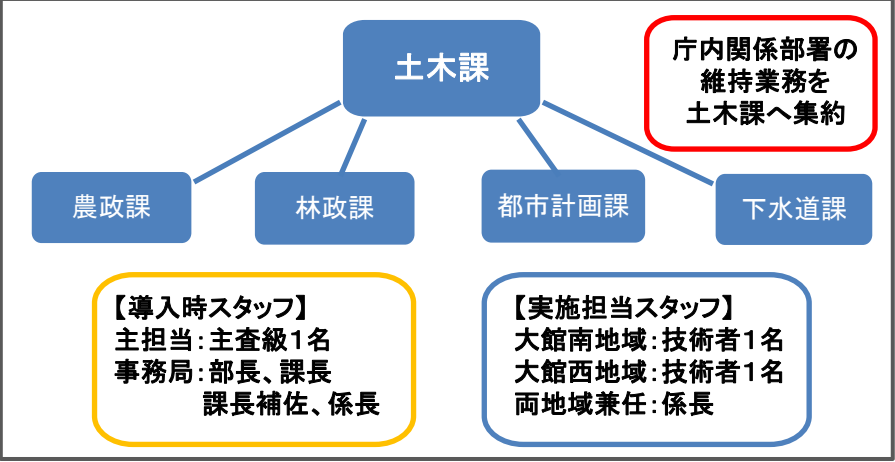 土木課
庁内関係部署の
維持業務を
土木課へ集約
農政課
林政課
都市計画課
下水道課
【導入時スタッフ】
主担当：主査級１名
事務局：部長、課長
課長補佐、係長
【実施担当スタッフ】
大館南地域：技術者１名
大館西地域：技術者１名
両地域兼任：係長